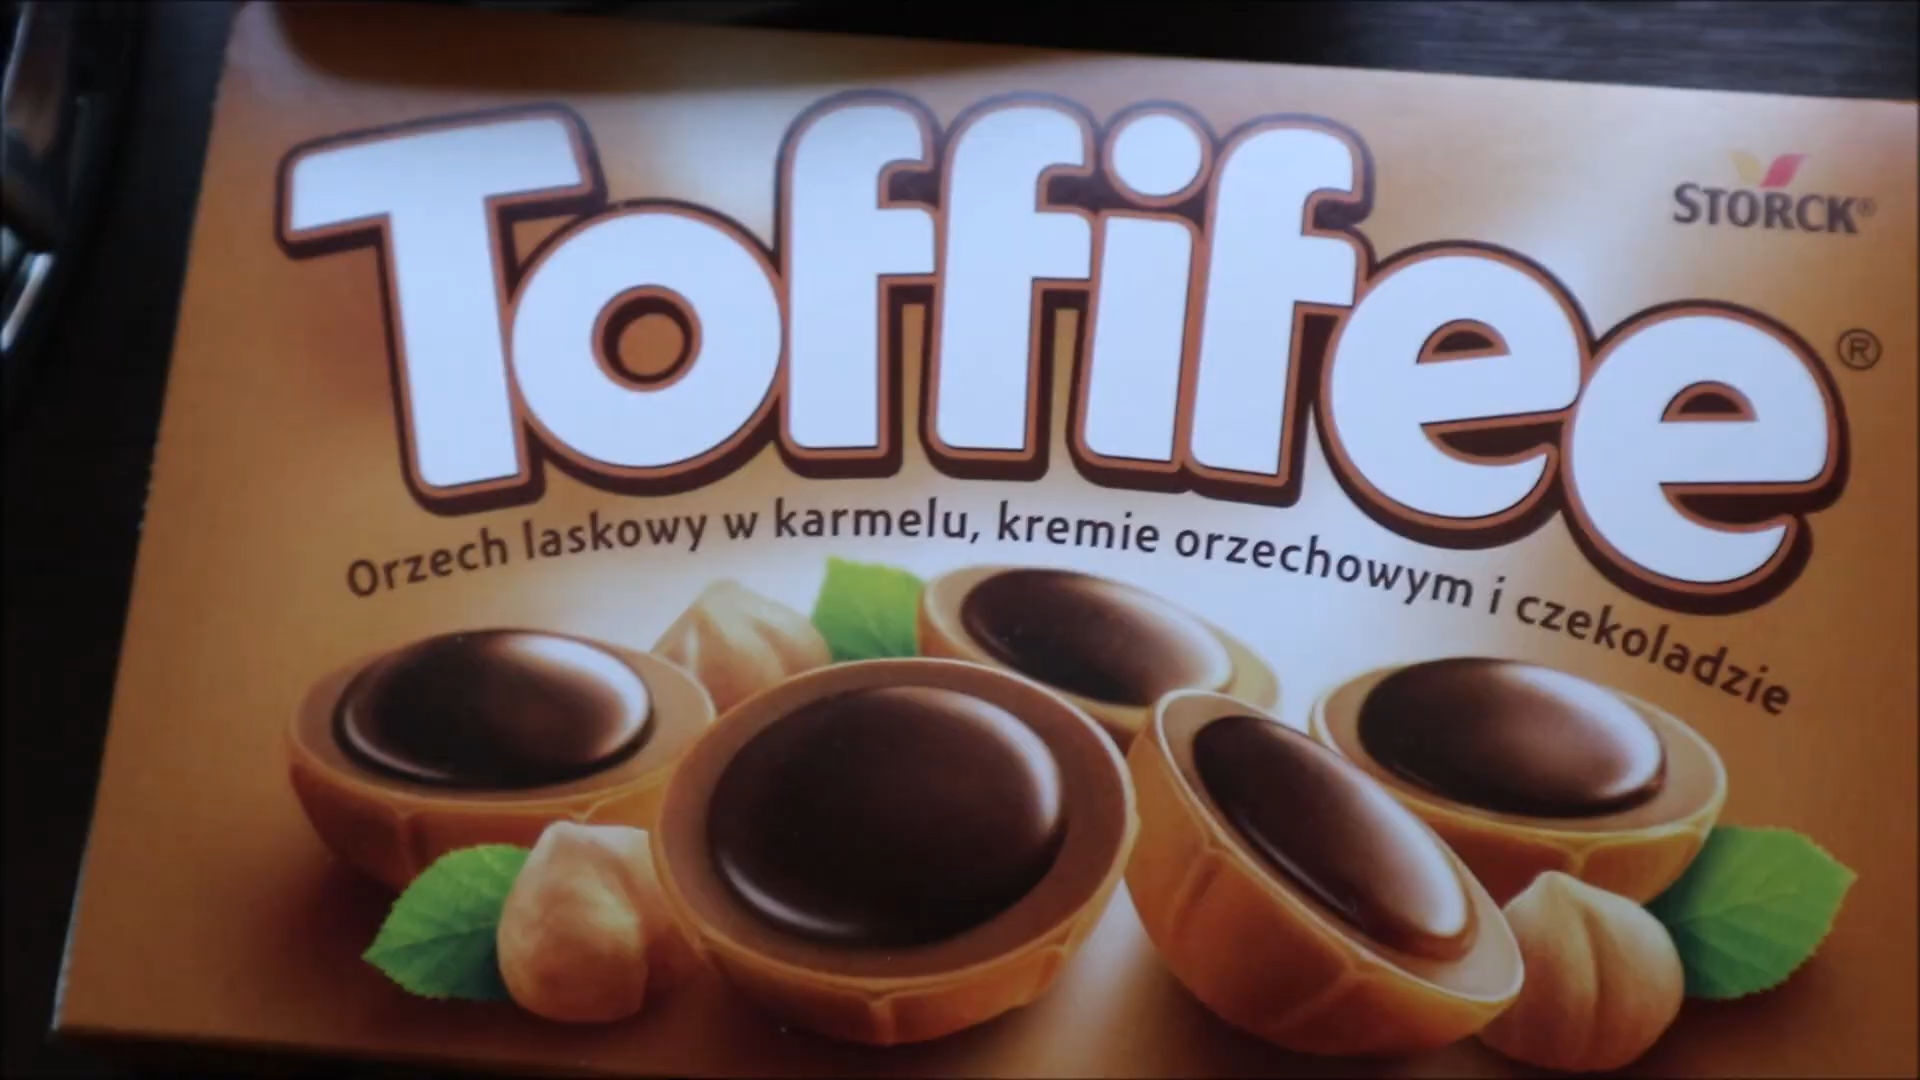 Toffifee®
STORCK®
Orzech laskowy w karmelu, kremie orzechowym i czekoladzie